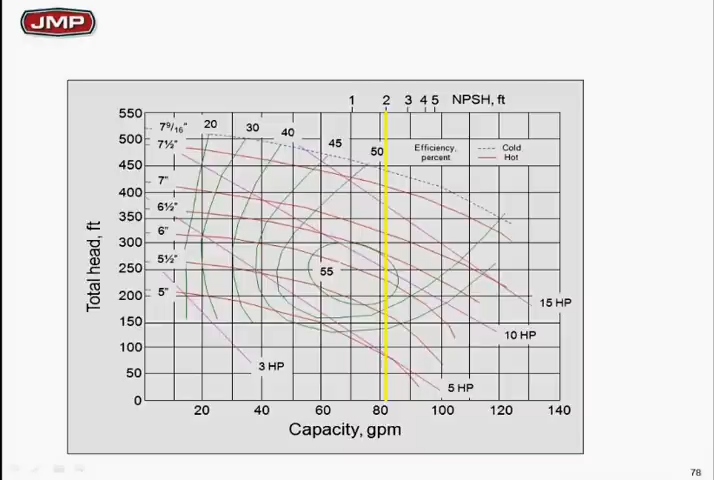 JMP
1 2 3 4 5 NPSH, ft
550
500
450
400
350
300
250
200
150
100
50
0
Total head, ft
7 9/16"
7½"
7"
6½"
6"
5½"
5"
20
30
40
45
50
55
Efficiency, percent
Cold
Hot
15 HP
10 HP
5 HP
3 HP
20 40 60 80 100 120 140
Capacity, gpm
78